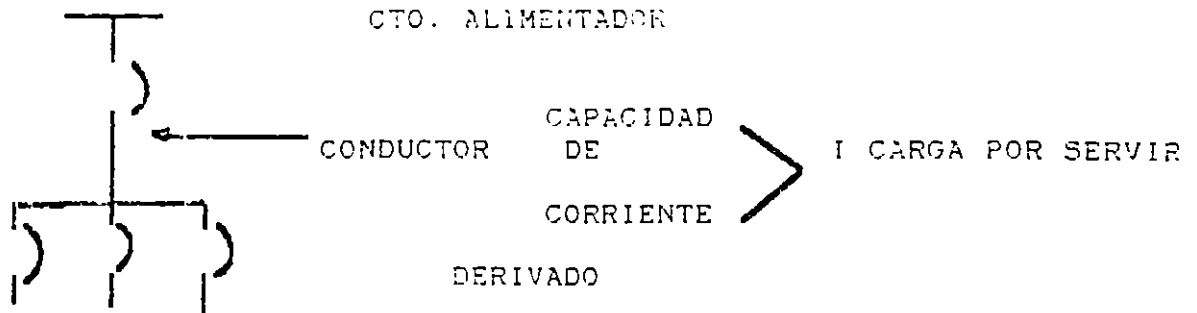 CTO. ALIMENTADOR
CAPACIDAD
CONDUCTOR DE I CARGA POR SERVIR
CORRIENTE
DERIVADO